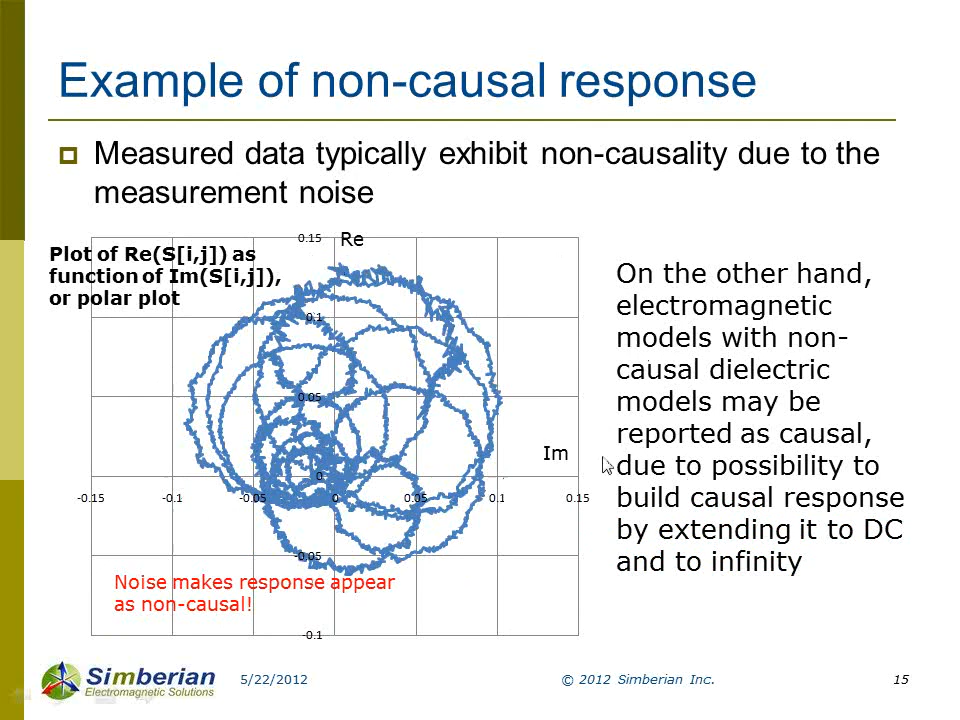 Example of non-causal response
Measured data typically exhibit non-causality due to the
measurement noise
Plot of Re(S[i,j]) as
function of Im(S[i,j]),
or polar plot
Re
0.15
0.1
0.05
0
-0.15 -0.1 -0.05 0 0.05 0.1 0.15
-0.05
-0.1
Im
Noise makes response appear
as non-causal!
On the other hand,
electromagnetic
models with non-
causal dielectric
models may be
reported as causal,
due to possibility to
build causal response
by extending it to DC
and to infinity
Simberian
Electromagnetic Solutions
5/22/2012
© 2012 Simberian Inc.
15